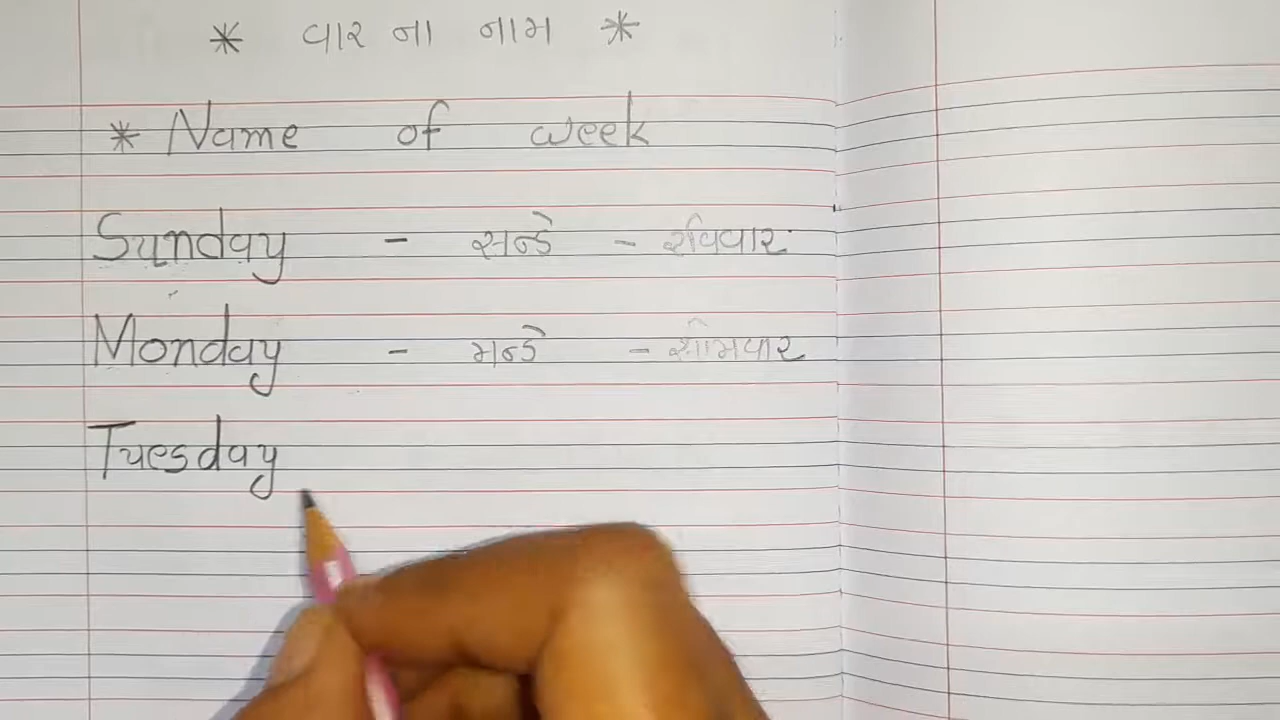 * વાર ના નામ *
* Name of week
Sunday - સન્ડે - રવિવાર
Monday - મન્ડે - સોમવાર
Tuesday